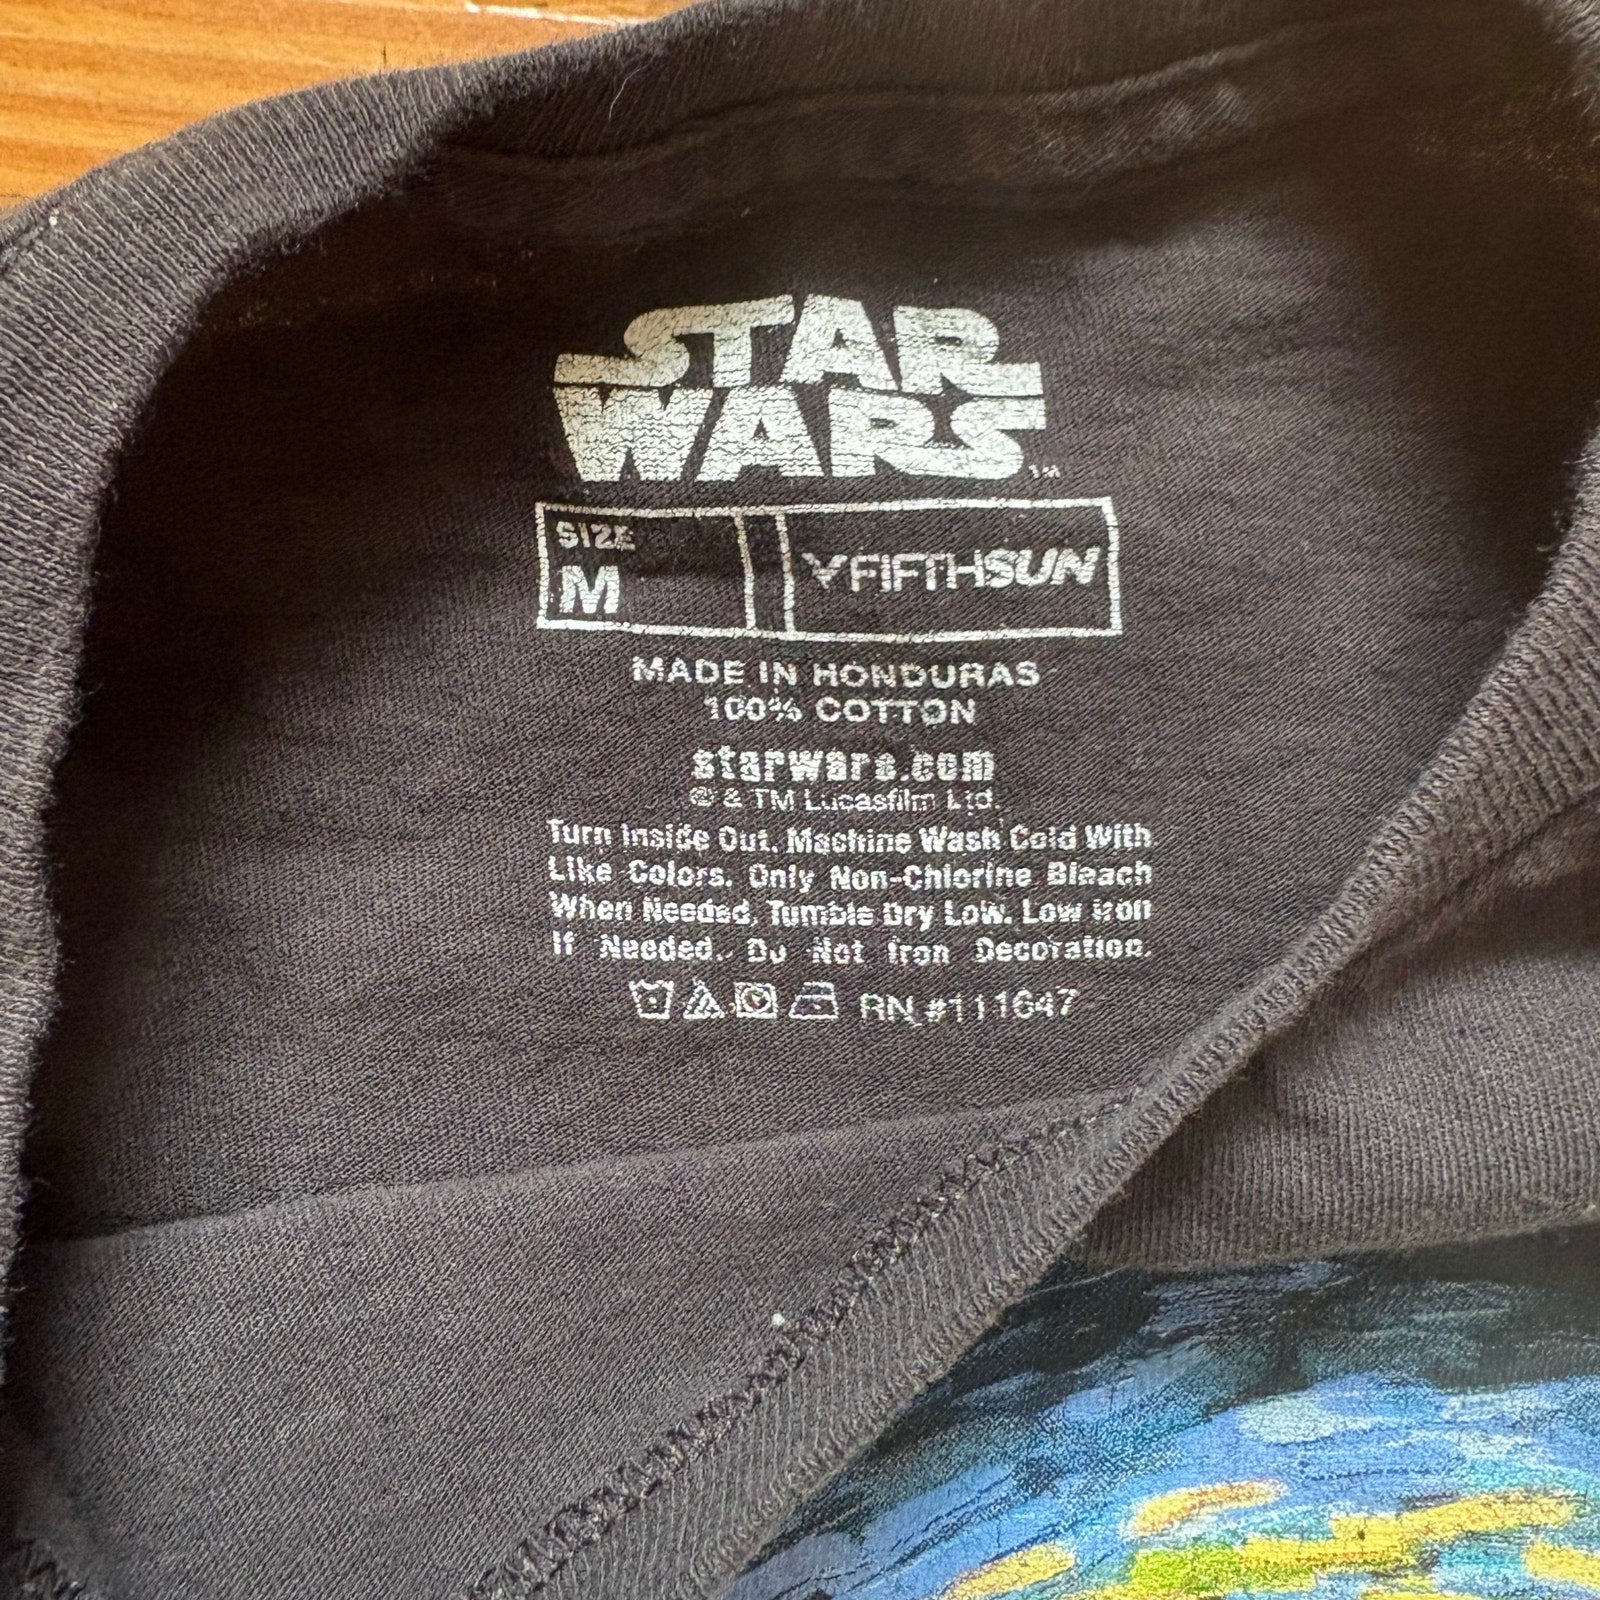 STAR
WARS™
SIZE
M
FIFTHSUN
MADE IN HONDURAS
100% COTTON
starwars.com
© & TM Lucasfilm Ltd.
Turn Inside Out. Machine Wash Cold With
Like Colors. Only Non-Chlorine Bleach
When Needed. Tumble Dry Low. Low Iron
If Needed. Do Not Iron Decoration.
RN #111647